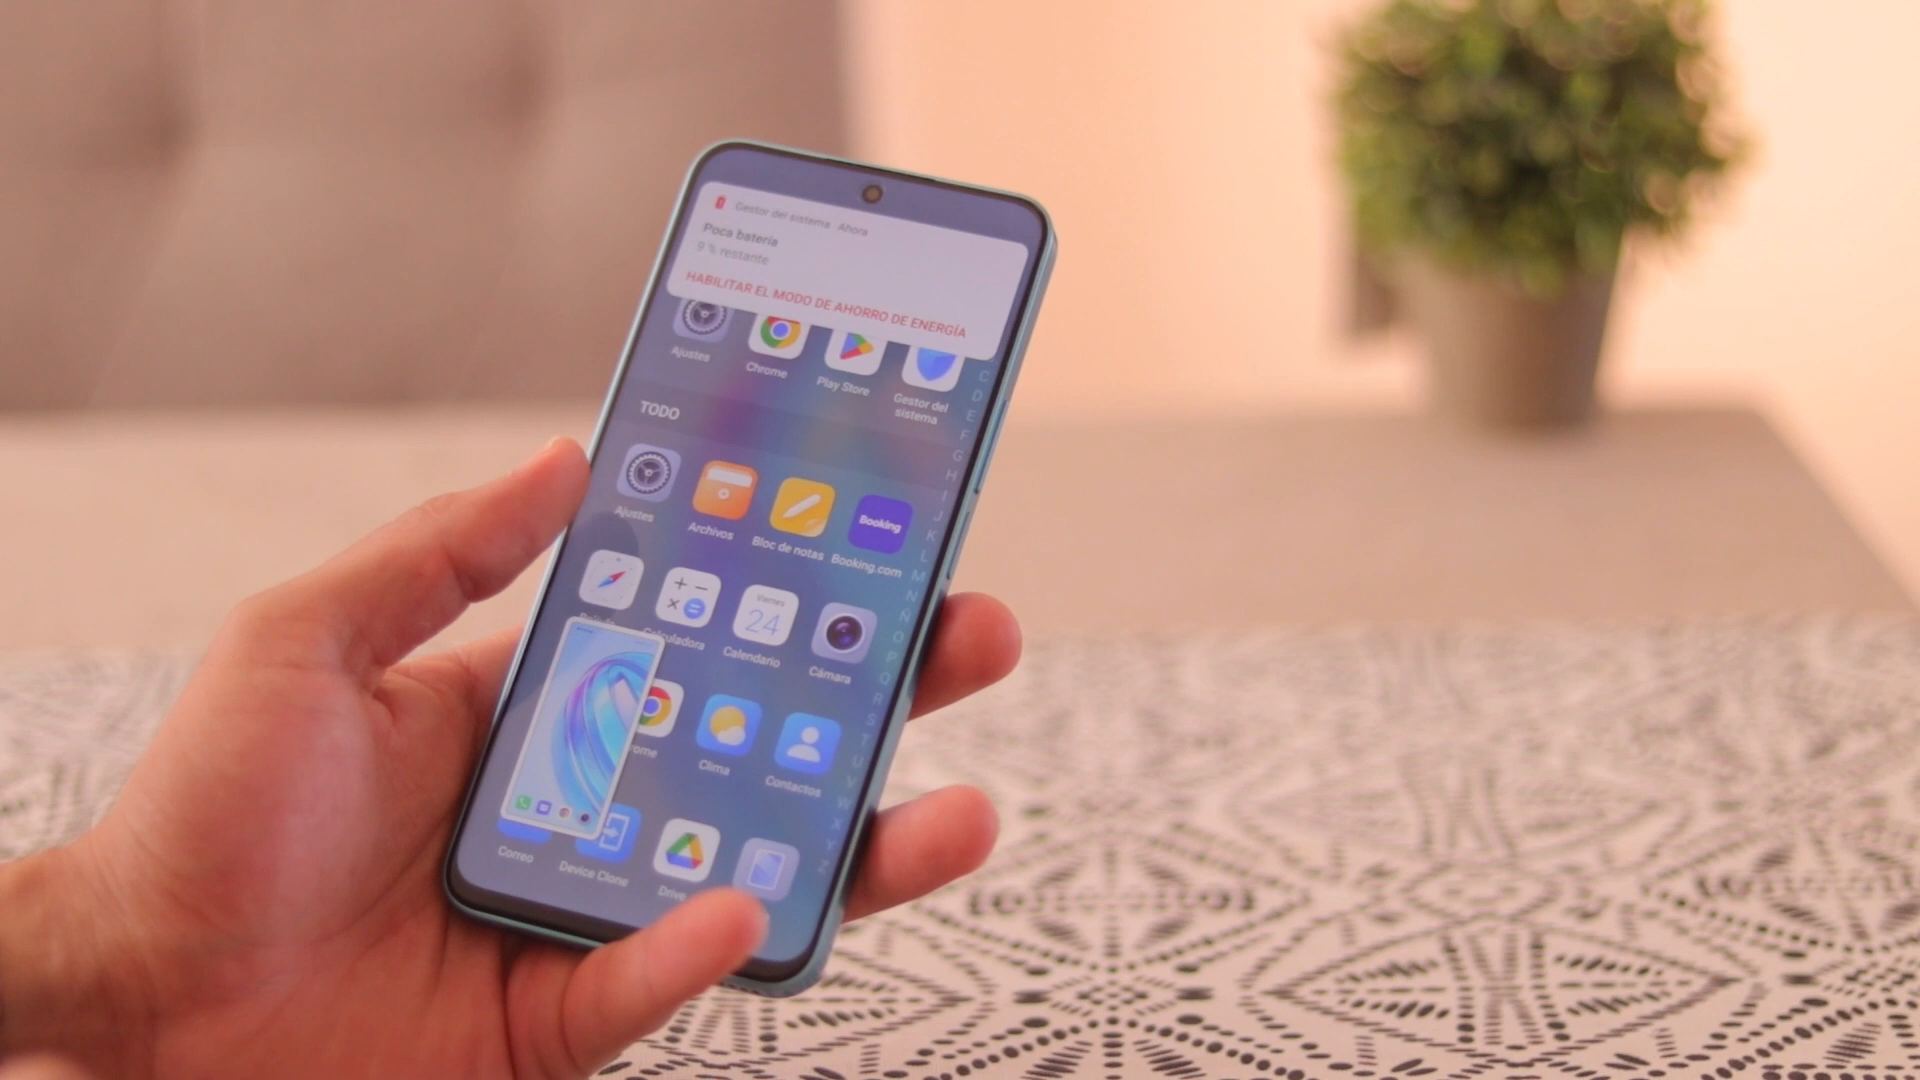 Gestor del sistema · Ahora
Poca batería
9 % restante
HABILITAR EL MODO DE AHORRO DE ENERGÍA
Ajustes
Chrome
Play Store
Gestor del
sistema
TODO
Ajustes
Archivos
Bloc de notas
Booking
Booking.com
Calculadora
Viernes
24
Calendario
Cámara
ome
Clima
Contactos
Correo
Device Clone
Drive
C
D
E
F
G
H
I
J
K
L
M
N
Ñ
O
P
Q
R
S
T
U
V
W
X
Y
Z